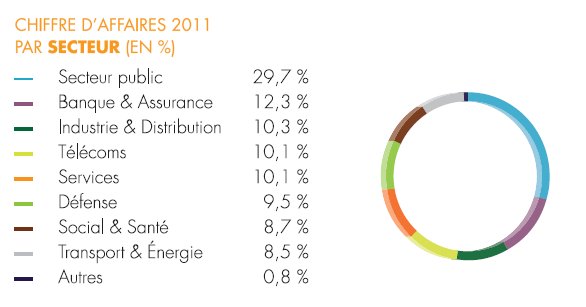 CHIFFRE D’AFFAIRES 2011
PAR SECTEUR (EN %)
Secteur public 29,7 %
Banque & Assurance 12,3 %
Industrie & Distribution 10,3 %
Télécoms 10,1 %
Services 10,1 %
Défense 9,5 %
Social & Santé 8,7 %
Transport & Énergie 8,5 %
Autres 0,8 %